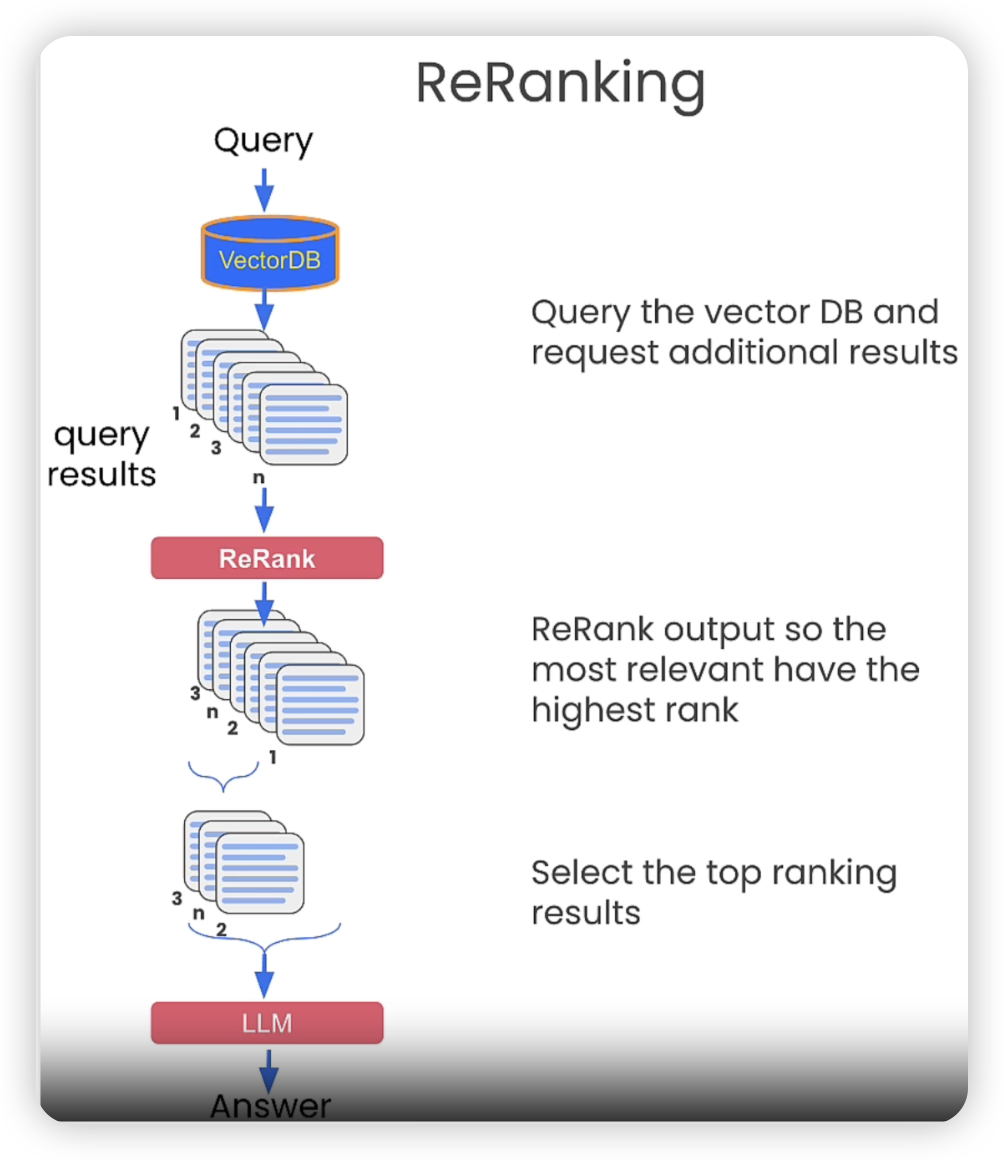 ReRanking
Query
VectorDB
Query the vector DB and
request additional results
1
2
3
n
query
results
ReRank
ReRank output so the
most relevant have the
highest rank
3
n
2
1
Select the top ranking
results
3
n
2
LLM
Answer